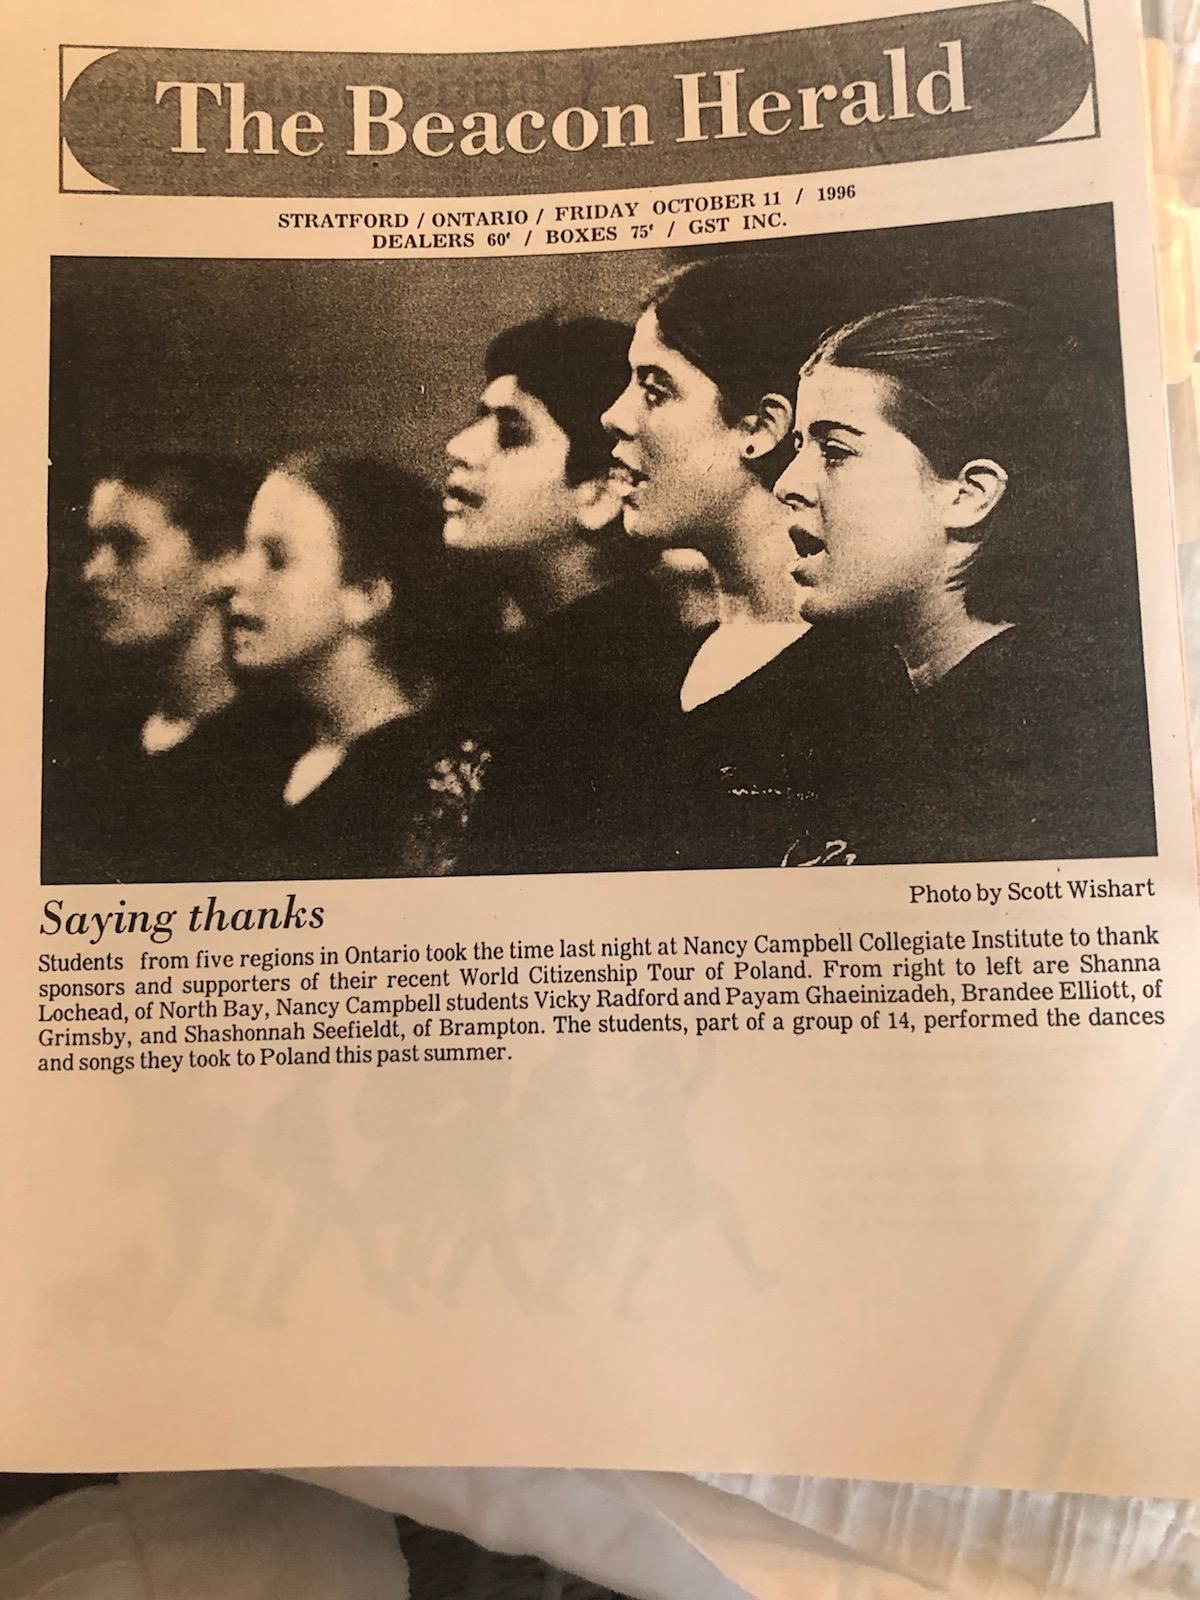 The Beacon Herald
STRATFORD / ONTARIO / FRIDAY OCTOBER 11 / 1996
DEALERS 60¢ / BOXES 75¢ / GST INC.
Photo by Scott Wishart
Saying thanks
Students from five regions in Ontario took the time last night at Nancy Campbell Collegiate Institute to thank
sponsors and supporters of their recent World Citizenship Tour of Poland. From right to left are Shanna
Lochead, of North Bay, Nancy Campbell students Vicky Radford and Payam Ghaeinizadeh, Brandee Elliott, of
Grimsby, and Shashonnah Seefieldt, of Brampton. The students, part of a group of 14, performed the dances
and songs they took to Poland this past summer.